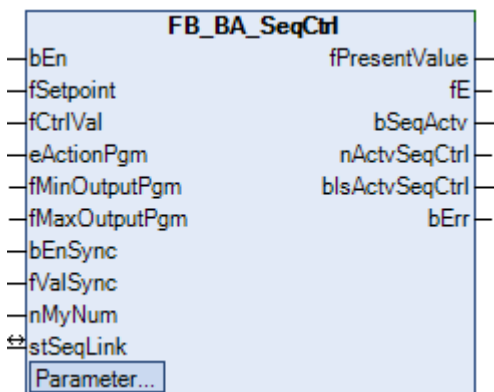 FB_BA_SeqCtrl
bEn fPresentValue
fSetpoint fE
fCtrlVal bSeqActv
eActionPgm nActvSeqCtrl
fMinOutputPgm bIsActvSeqCtrl
fMaxOutputPgm bErr
bEnSync
fValSync
nMyNum
stSeqLink
Parameter...